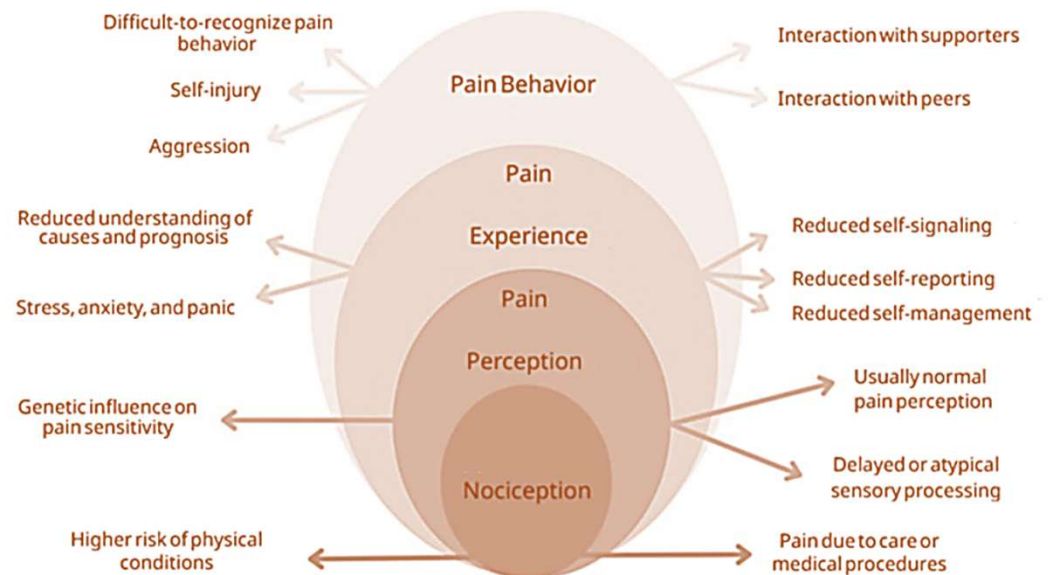 Difficult-to-recognize pain
behavior
Self-injury
Aggression
Pain Behavior
Interaction with supporters
Interaction with peers
Reduced understanding of
causes and prognosis
Stress, anxiety, and panic
Pain
Experience
Reduced self-signaling
Reduced self-reporting
Reduced self-management
Genetic influence on
pain sensitivity
Pain
Perception
Usually normal
pain perception
Delayed or atypical
sensory processing
Higher risk of physical
conditions
Nociception
Pain due to care or
medical procedures